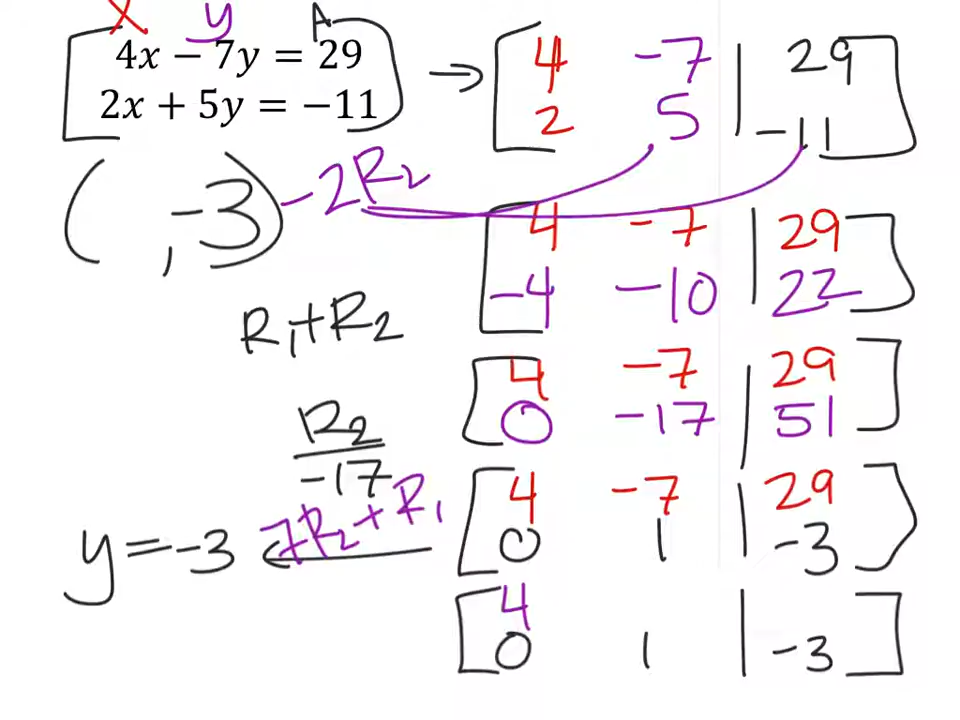 x y A
4x − 7y = 29
2x + 5y = −11
→ [ 4 -7 | 29 ]
[ 2 5 | -11 ]
( , -3)
-2R2
[ 4 -7 | 29 ]
[ -4 -10 | 22 ]
R1+R2
[ 4 -7 | 29 ]
[ 0 -17 | 51 ]
R2
-17
7R2+R1
[ 4 -7 | 29 ]
[ 0 1 | -3 ]
y=-3
[ 4
0 1 | -3 ]